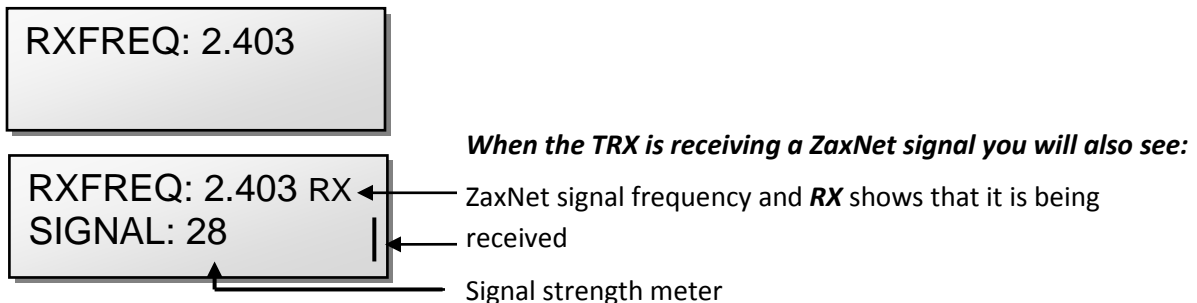 RXFREQ: 2.403
When the TRX is receiving a ZaxNet signal you will also see:
RXFREQ: 2.403 RX
SIGNAL: 28
ZaxNet signal frequency and RX shows that it is being
received
Signal strength meter